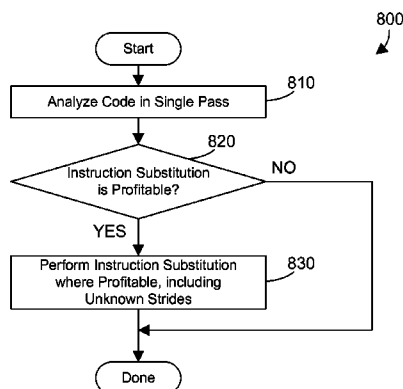 800
Start
810
Analyze Code in Single Pass
820
Instruction Substitution
is Profitable?
NO
YES
830
Perform Instruction Substitution
where Profitable, including
Unknown Strides
Done